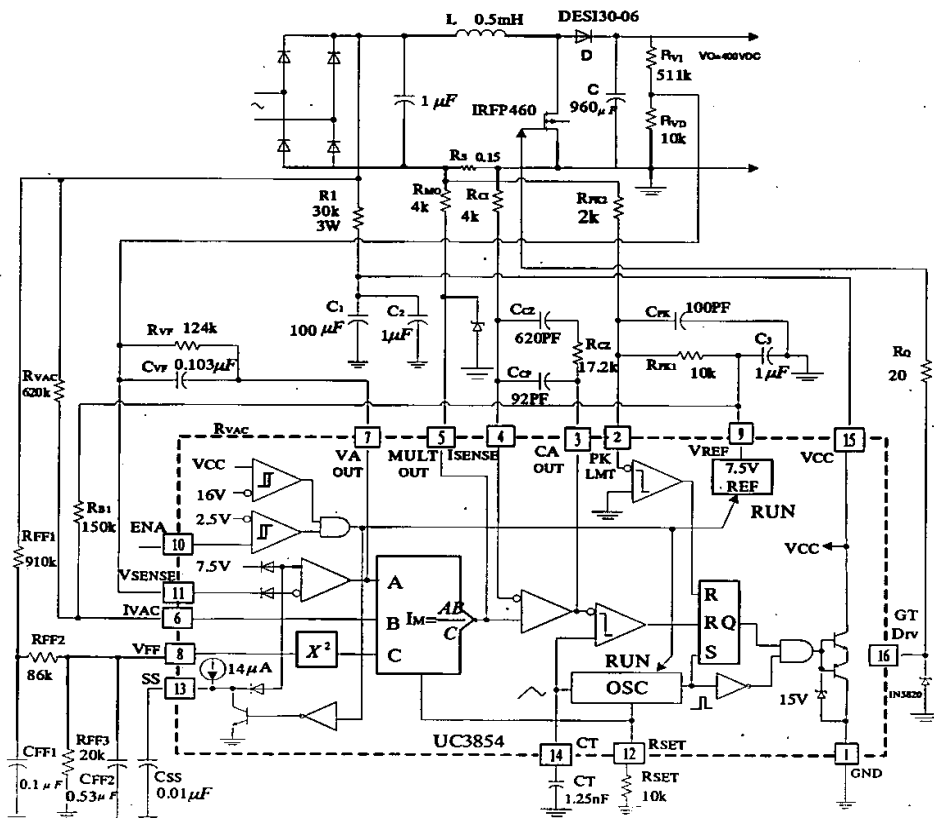 L 0.5mH
DESI30-06
D
VO=400VDC
RV1
511k
1 μF
C
960μF
IRFP460
RVD
10k
RS 0.15
R1
30k
3W
RMO
4k
RCI
4k
RPK2
2k
C1
100 μF
C2
1μF
CCZ
620PF
RCZ
17.2k
CCP
92PF
CPK
100PF
RPK1
10k
C3
1μF
RQ
20
RVF 124k
CVF 0.103μF
RVAC
620k
RVAC
7
5
4
3
2
9
15
VA
OUT
MULT
OUT
ISENSE
CA
OUT
PK
LMT
VREF
7.5V
REF
RUN
VCC
VCC
16V
2.5V
RB1
150k
ENA
10
RFF1
910k
7.5V
VSENSE
11
IVAC
6
VFF
8
RFF2
86k
SS
13
14μA
X²
A
B
C
IM=AB/C
VCC
R
R Q
S
RUN
OSC
15V
GT
Drv
16
IN5820
UC3854
14
CT
12
RSET
1
GND
CFF1
0.1μF
RFF3
20k
CFF2
0.53μF
CSS
0.01μF
CT
1.25nF
RSET
10k